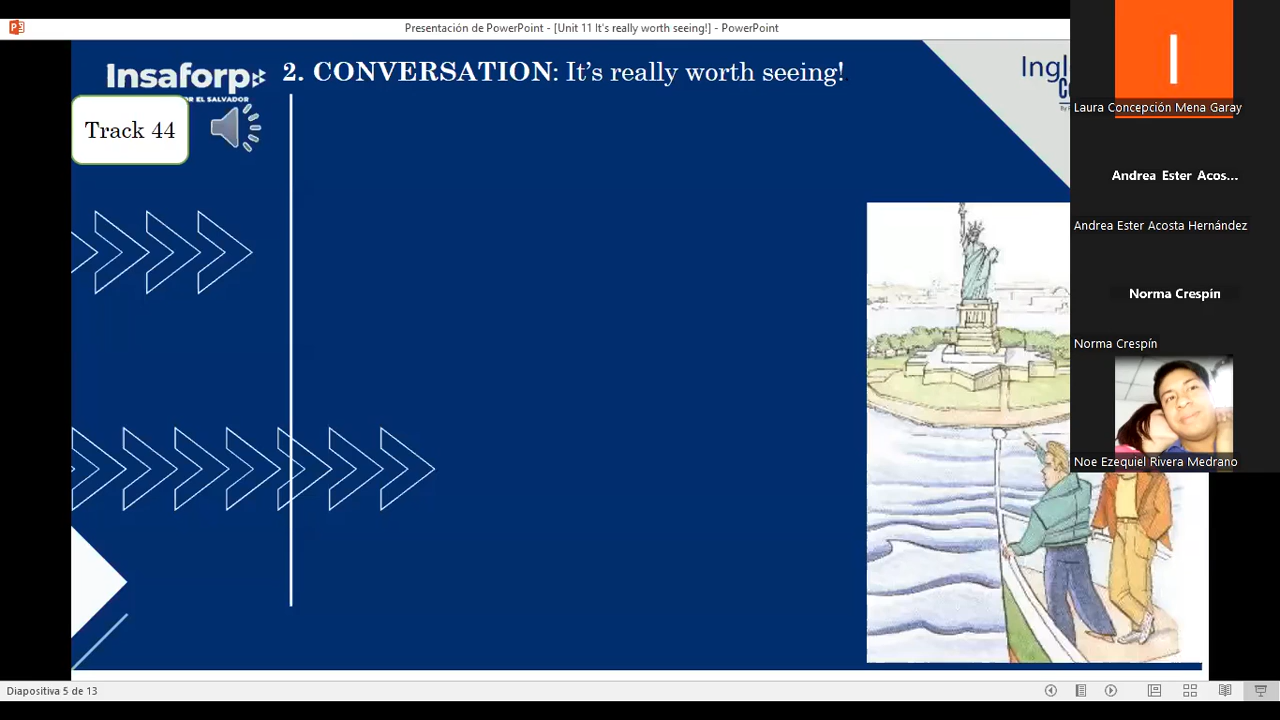 Presentación de PowerPoint - [Unit 11 It's really worth seeing!] - PowerPoint
Insaforp
POR EL SALVADOR
2. CONVERSATION: It's really worth seeing!
Track 44
Ingl
Laura Concepción Mena Garay
Andrea Ester Acos...
Andrea Ester Acosta Hernández
Norma Crespín
Norma Crespín
Noe Ezequiel Rivera Medrano
Diapositiva 5 de 13